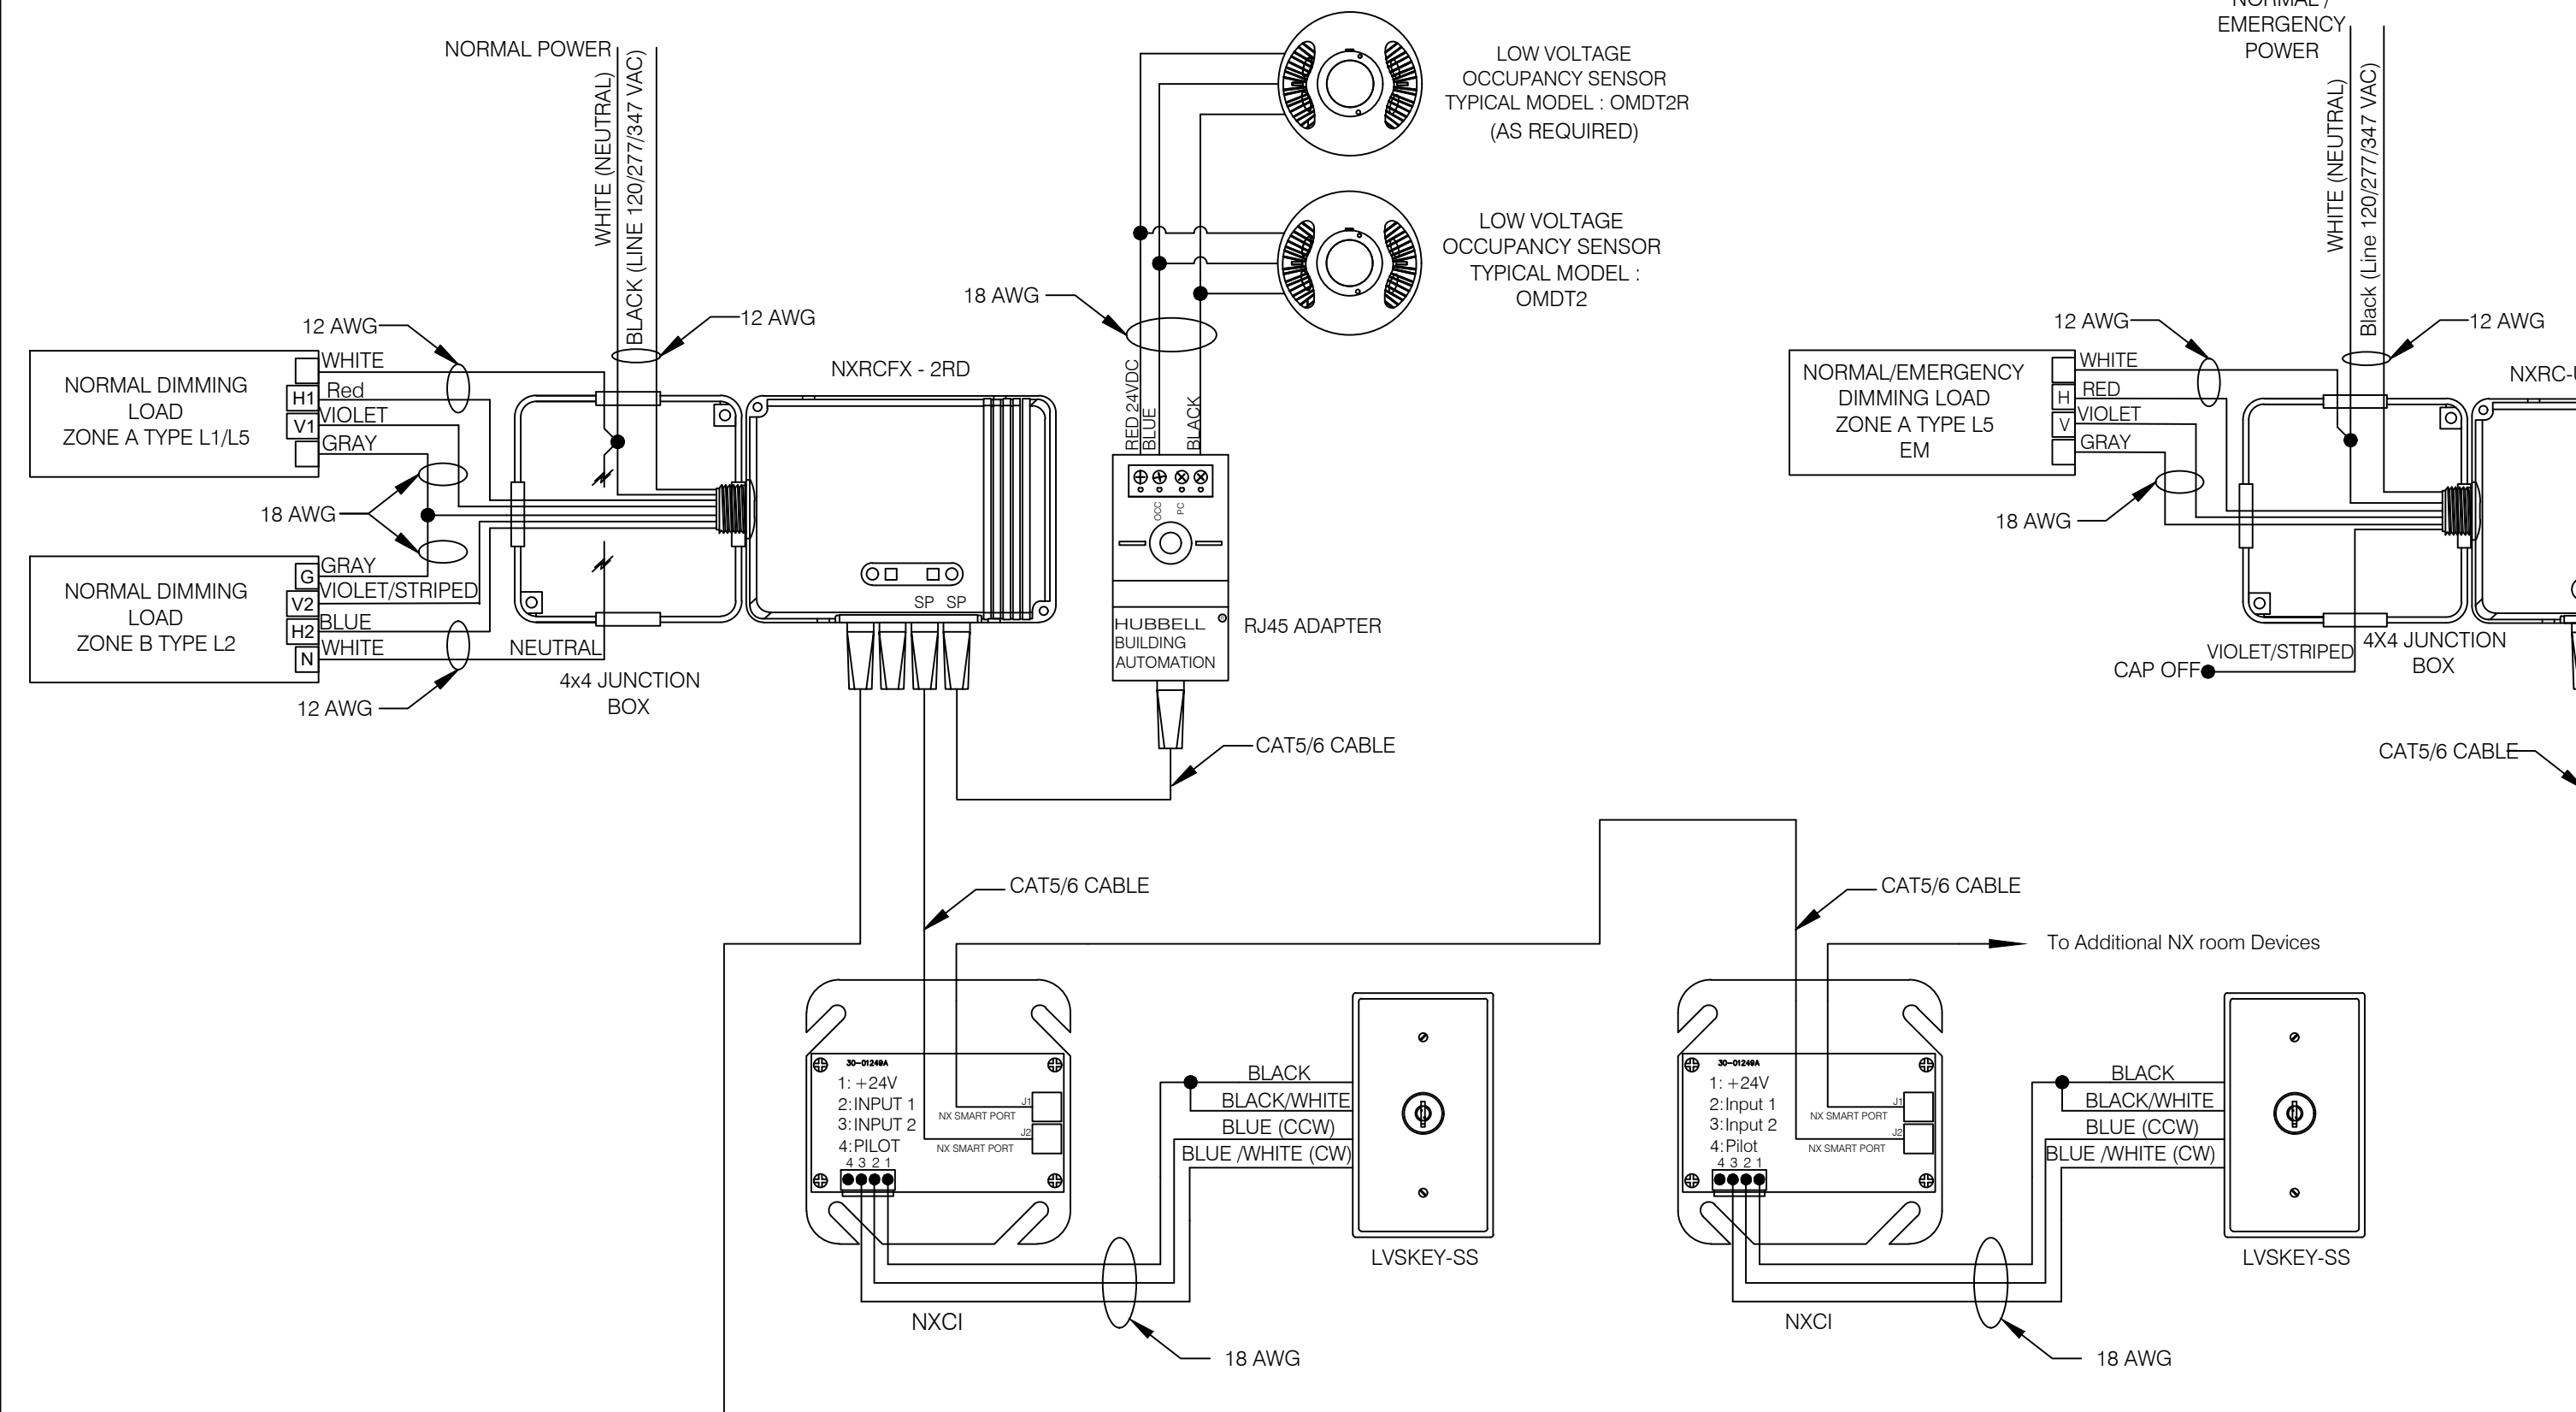 NORMAL POWER
WHITE (NEUTRAL)
BLACK (LINE 120/277/347 VAC)
12 AWG
12 AWG
NORMAL DIMMING
LOAD
ZONE A TYPE L1/L5
H1
V1
WHITE
Red
VIOLET
GRAY
18 AWG
NORMAL DIMMING
LOAD
ZONE B TYPE L2
G
V2
H2
N
GRAY
VIOLET/STRIPED
BLUE
WHITE
NEUTRAL
12 AWG
4x4 JUNCTION
BOX
NXRCFX - 2RD
SP SP
LOW VOLTAGE
OCCUPANCY SENSOR
TYPICAL MODEL : OMDT2R
(AS REQUIRED)
LOW VOLTAGE
OCCUPANCY SENSOR
TYPICAL MODEL :
OMDT2
18 AWG
RED 24VDC
BLUE
BLACK
OCC
PC
HUBBELL
BUILDING
AUTOMATION
RJ45 ADAPTER
CAT5/6 CABLE
EMERGENCY
POWER
WHITE (NEUTRAL)
Black (Line 120/277/347 VAC)
12 AWG
12 AWG
NORMAL/EMERGENCY
DIMMING LOAD
ZONE A TYPE L5
EM
H
V
WHITE
RED
VIOLET
GRAY
18 AWG
VIOLET/STRIPED
CAP OFF
4X4 JUNCTION
BOX
CAT5/6 CABLE
CAT5/6 CABLE
30-01249A
1: +24V
2:INPUT 1
3:INPUT 2
4:PILOT
4 3 2 1
J1
NX SMART PORT
J2
NX SMART PORT
BLACK
BLACK/WHITE
BLUE (CCW)
BLUE /WHITE (CW)
LVSKEY-SS
NXCI
18 AWG
CAT5/6 CABLE
To Additional NX room Devices
30-01249A
1: +24V
2:Input 1
3:Input 2
4:Pilot
4 3 2 1
J1
NX SMART PORT
J2
NX SMART PORT
BLACK
BLACK/WHITE
BLUE (CCW)
BLUE /WHITE (CW)
LVSKEY-SS
NXCI
18 AWG